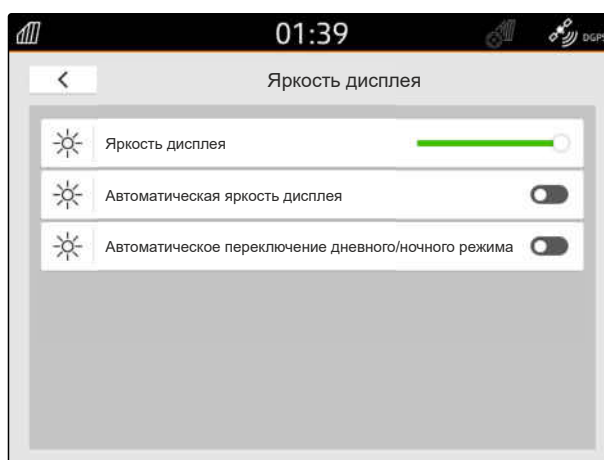 01:39
DGPS
Яркость дисплея
Яркость дисплея
Автоматическая яркость дисплея
Автоматическое переключение дневного/ночного режима